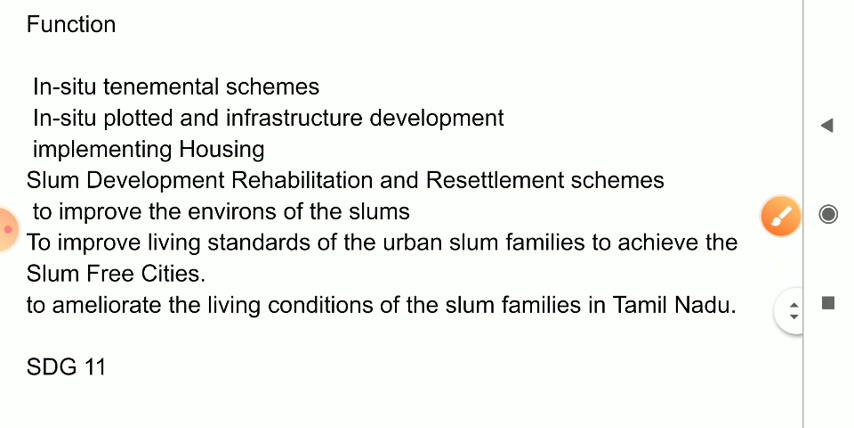 Function
In-situ tenemental schemes
In-situ plotted and infrastructure development
implementing Housing
Slum Development Rehabilitation and Resettlement schemes
to improve the environs of the slums
To improve living standards of the urban slum families to achieve the
Slum Free Cities.
to ameliorate the living conditions of the slum families in Tamil Nadu.
SDG 11